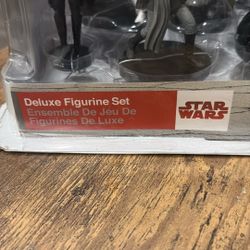 Deluxe Figurine Set
Ensemble De Jeu De
Figurines De Luxe
STAR
WARS